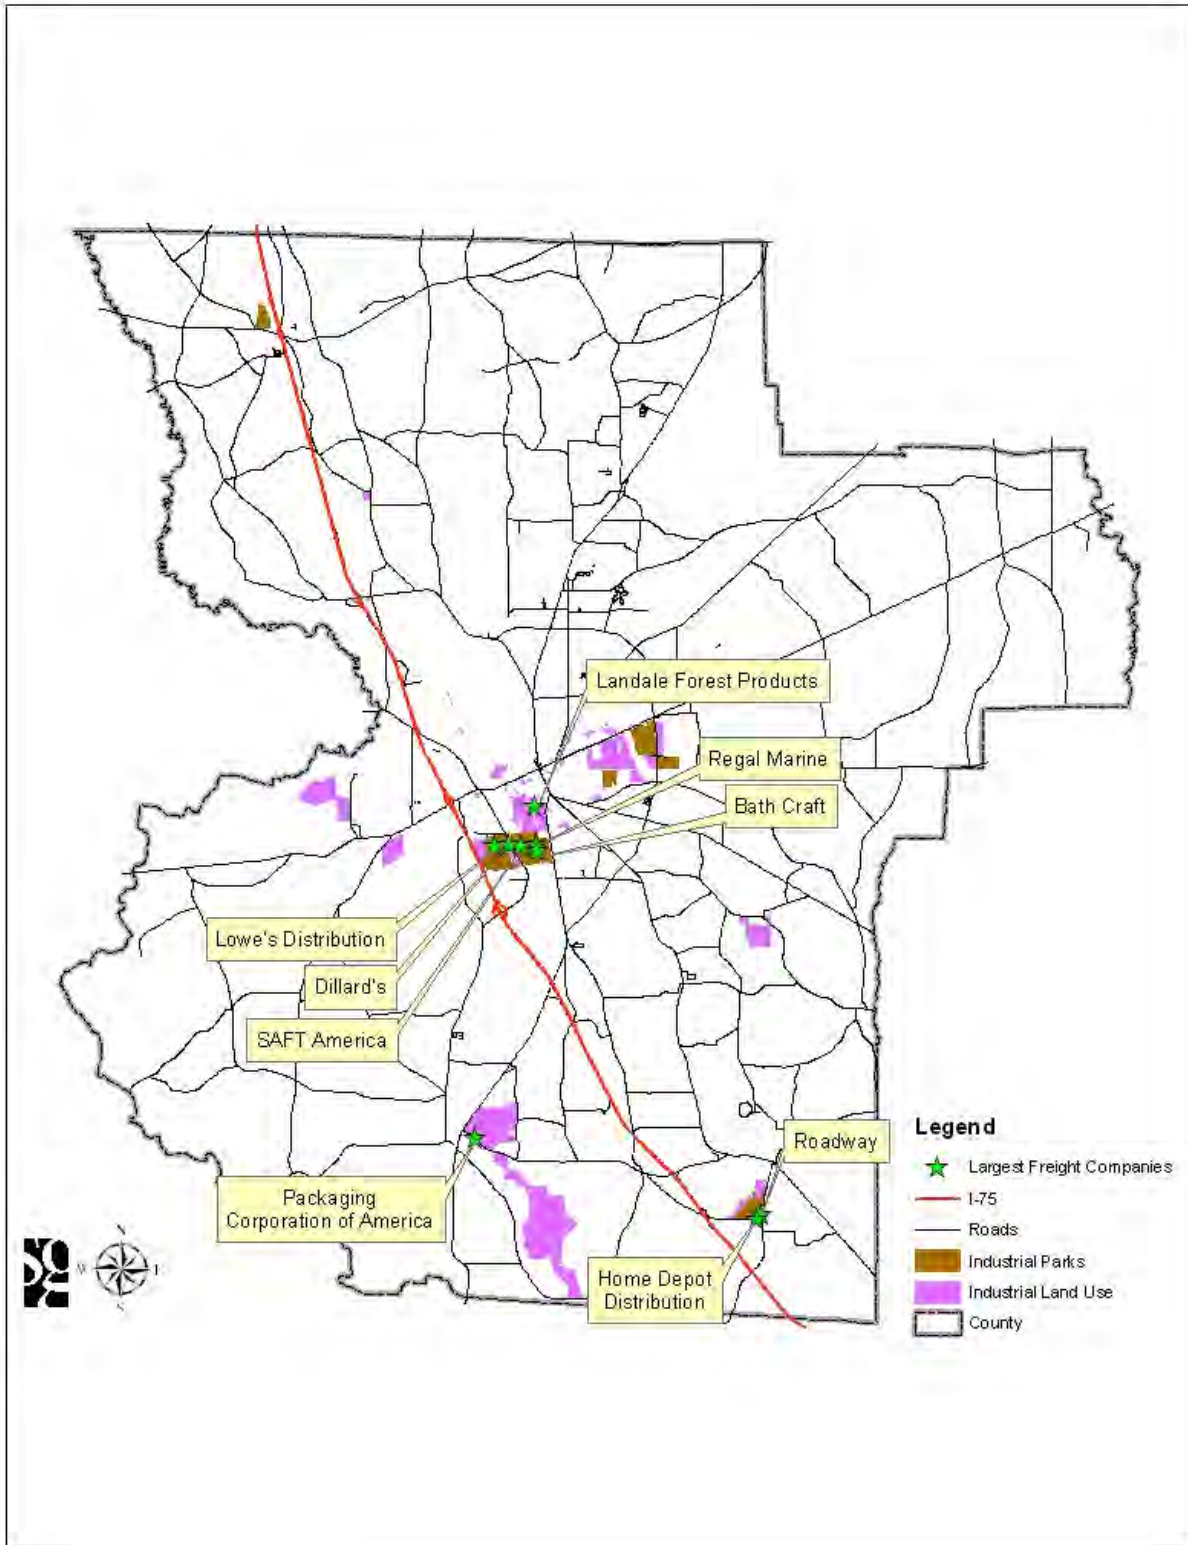 Landale Forest Products
Regal Marine
Bath Craft
Lowe's Distribution
Dillard's
SAFT America
Packaging
Corporation of America
Roadway
Home Depot
Distribution
N
W
E
S
Legend
Largest Freight Companies
I-75
Roads
Industrial Parks
Industrial Land Use
County